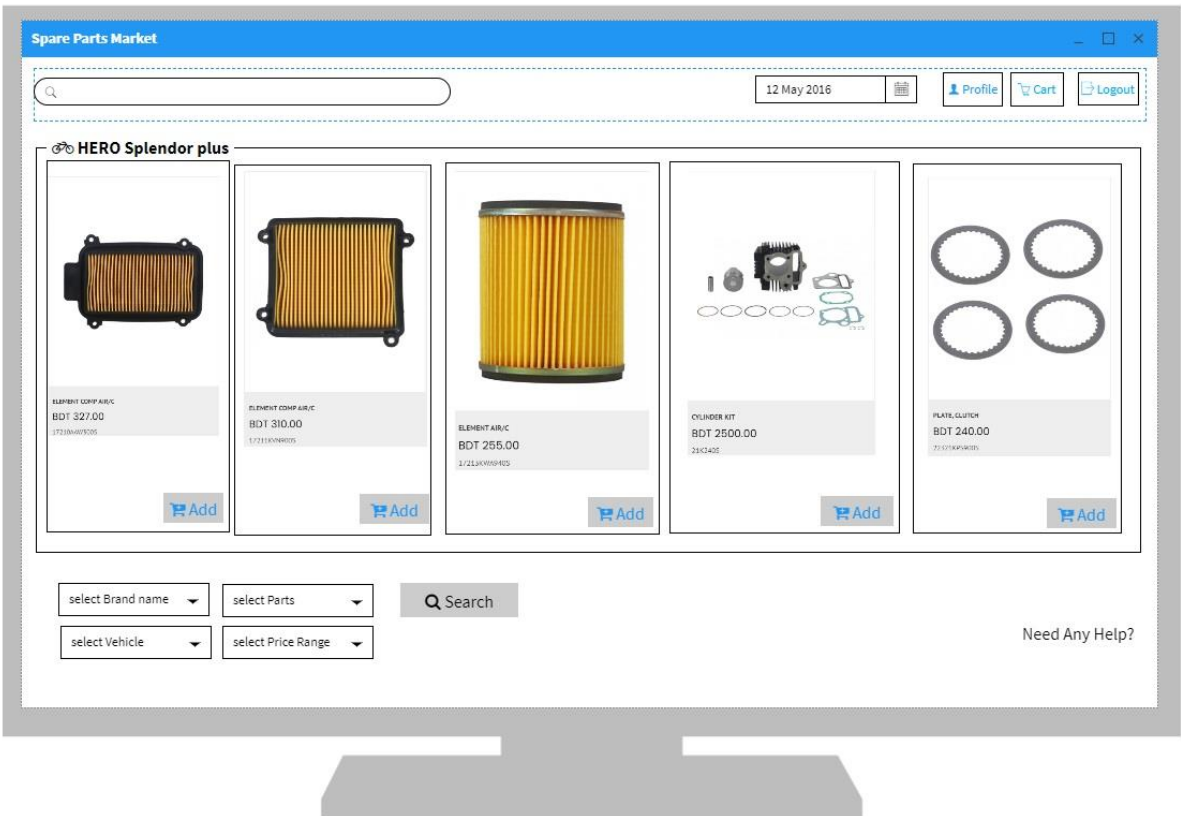 Spare Parts Market
12 May 2016
Profile
Cart
Logout
HERO Splendor plus
ELEMENT COMP AIR/C
BDT 327.00
Add
ELEMENT COMP AIR/C
BDT 310.00
17211KVN900S
Add
ELEMENT AIR/C
BDT 255.00
Add
CYLINDER KIT
BDT 2500.00
Add
PLATE, CLUTCH
BDT 240.00
Add
select Brand name
select Parts
Search
select Vehicle
select Price Range
Need Any Help?